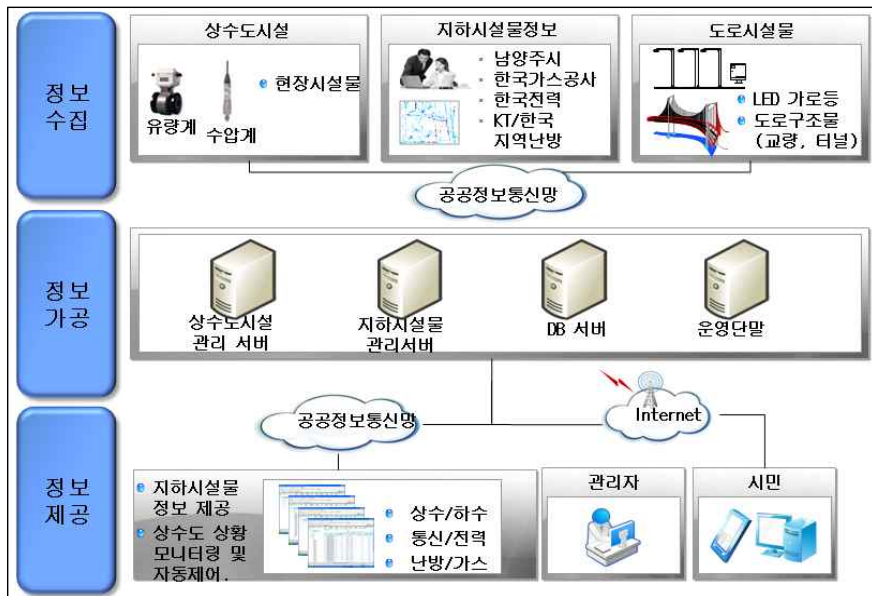 정보
수집
상수도시설
유량계
수압계
현장시설물
지하시설물정보
남양주시
한국가스공사
한국전력
KT/한국
지역난방
도로시설물
LED 가로등
도로구조물
(교량, 터널)
공공정보통신망
정보
가공
상수도시설
관리 서버
지하시설물
관리서버
DB 서버
운영단말
공공정보통신망
Internet
정보
제공
지하시설물
정보 제공
상수도 상황
모니터링 및
자동제어.
상수/하수
통신/전력
난방/가스
관리자
시민